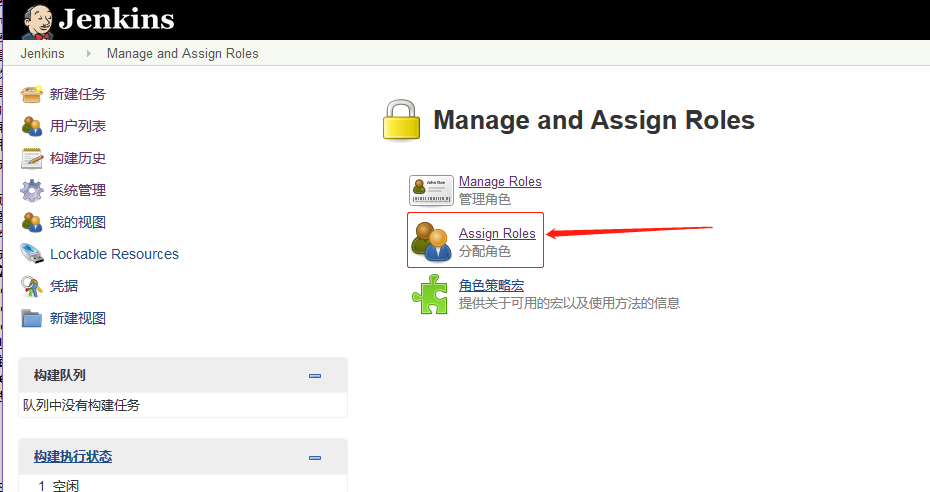 Jenkins
Jenkins Manage and Assign Roles
新建任务
用户列表
构建历史
系统管理
我的视图
Lockable Resources
凭据
新建视图
构建队列
队列中没有构建任务
构建执行状态
1 空闲
Manage and Assign Roles
John Doe
Manage Roles
管理角色
Assign Roles
分配角色
角色策略宏
提供关于可用的宏以及使用方法的信息